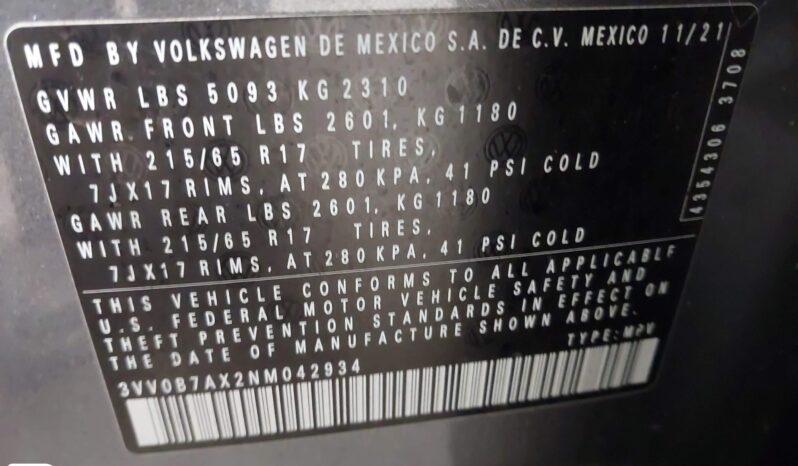 MFD BY VOLKSWAGEN DE MEXICO S.A. DE C.V. MEXICO 11/21
GVWR LBS 5093 KG 2310
GAWR FRONT LBS 2601, KG 1180
WITH 215/65 R17 TIRES,
7JX17 RIMS, AT 280KPA, 41 PSI COLD
GAWR REAR LBS 2601, KG 1180
WITH 215/65 R17 TIRES,
7JX17 RIMS, AT 280KPA, 41 PSI COLD
THIS VEHICLE CONFORMS TO ALL APPLICABLE
U.S. FEDERAL MOTOR VEHICLE SAFETY AND
THEFT PREVENTION STANDARDS IN EFFECT ON
THE DATE OF MANUFACTURE SHOWN ABOVE.
TYPE: MPV
3VV0B7AX2NM042934
4354306 3708